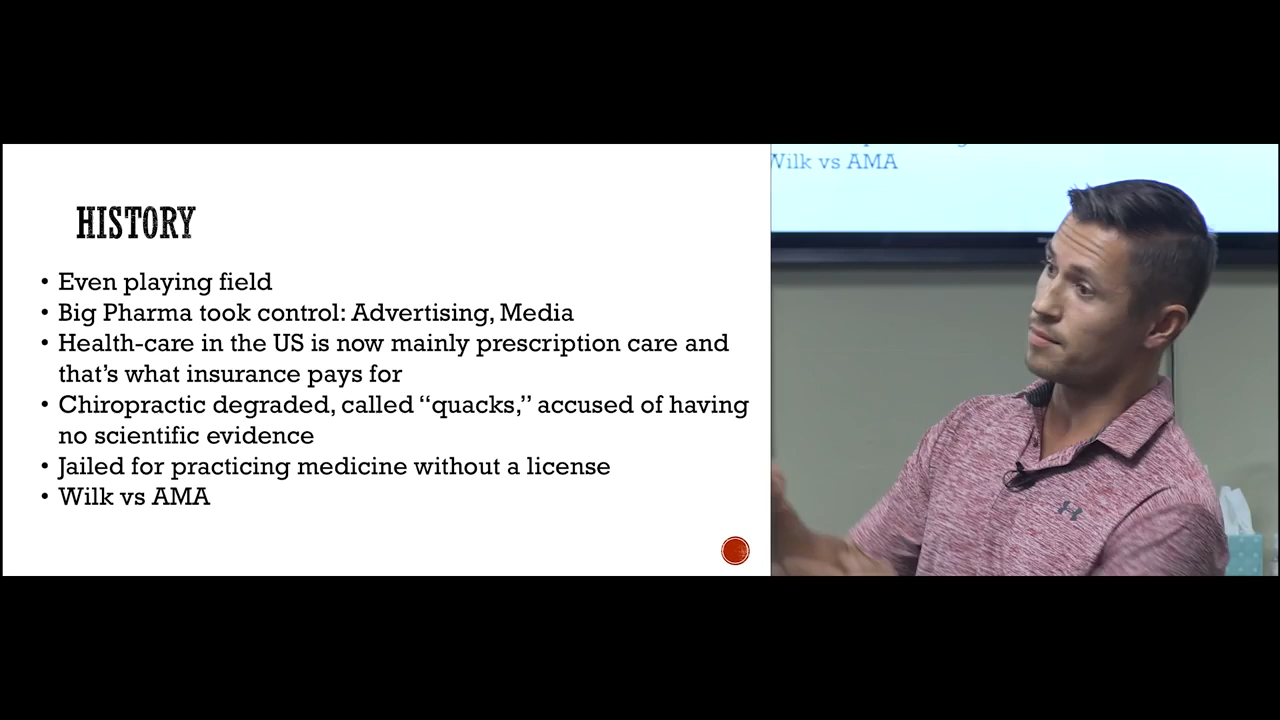 HISTORY
• Even playing field
• Big Pharma took control: Advertising, Media
• Health-care in the US is now mainly prescription care and
that’s what insurance pays for
• Chiropractic degraded, called “quacks,” accused of having
no scientific evidence
• Jailed for practicing medicine without a license
• Wilk vs AMA
Wilk vs AMA